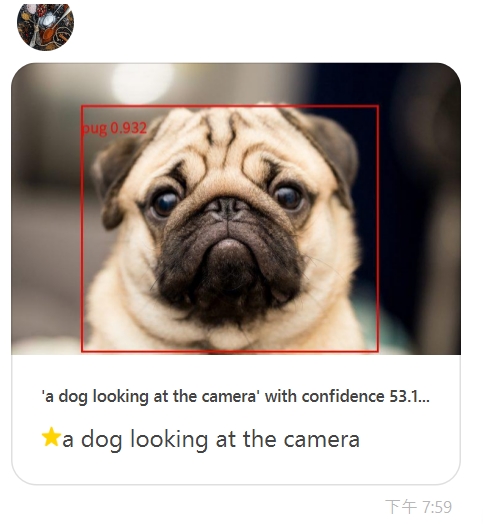 pug 0.932
'a dog looking at the camera' with confidence 53.1...
⭐a dog looking at the camera
下午 7:59